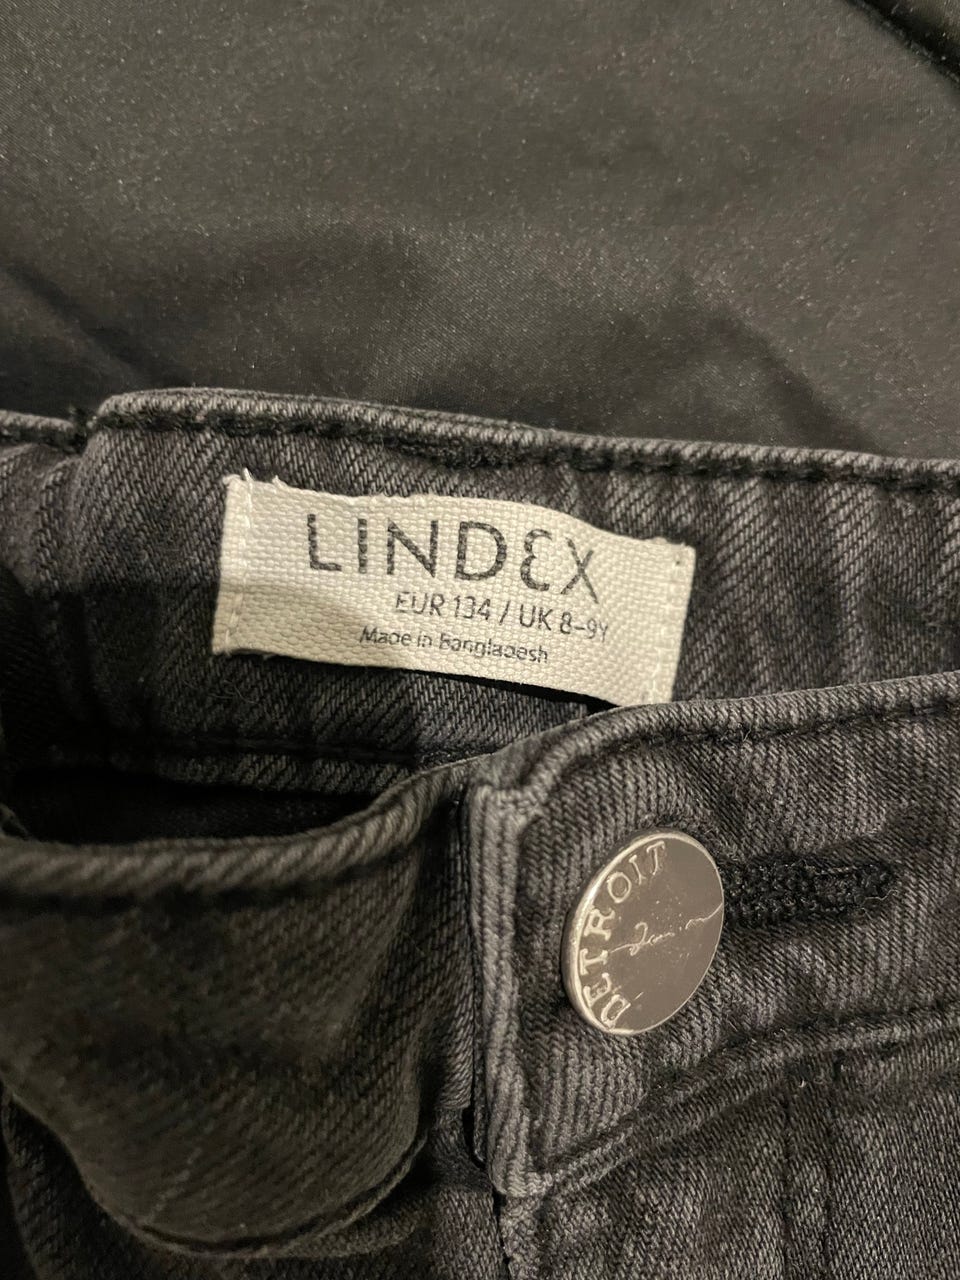 LINDEX
EUR 134 / UK 8-9Y
Made in Bangladesh
DETROIT